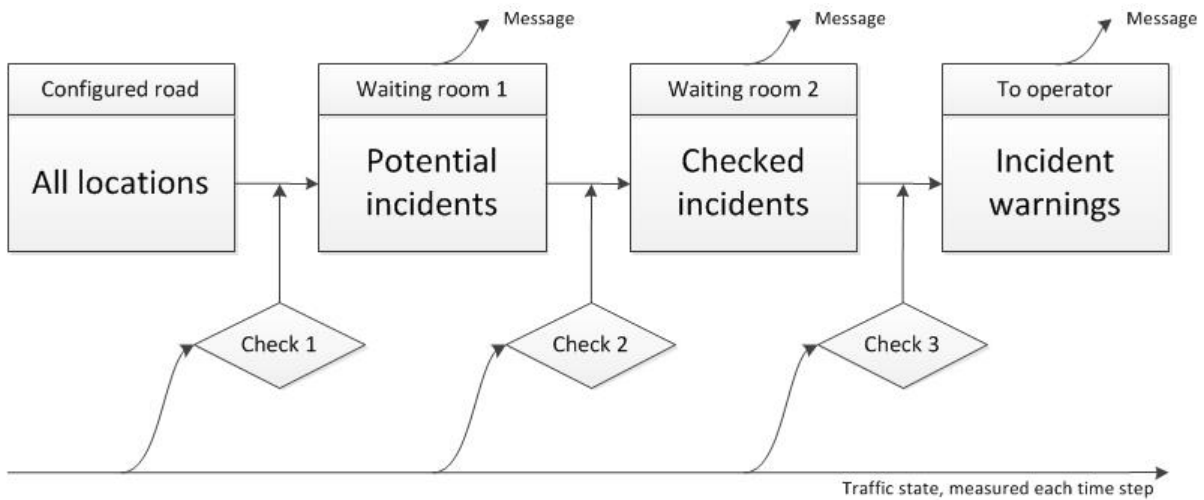 Message
Message
Message
Configured road
Waiting room 1
Waiting room 2
To operator
All locations
Potential
incidents
Checked
incidents
Incident
warnings
Check 1
Check 2
Check 3
Traffic state, measured each time step